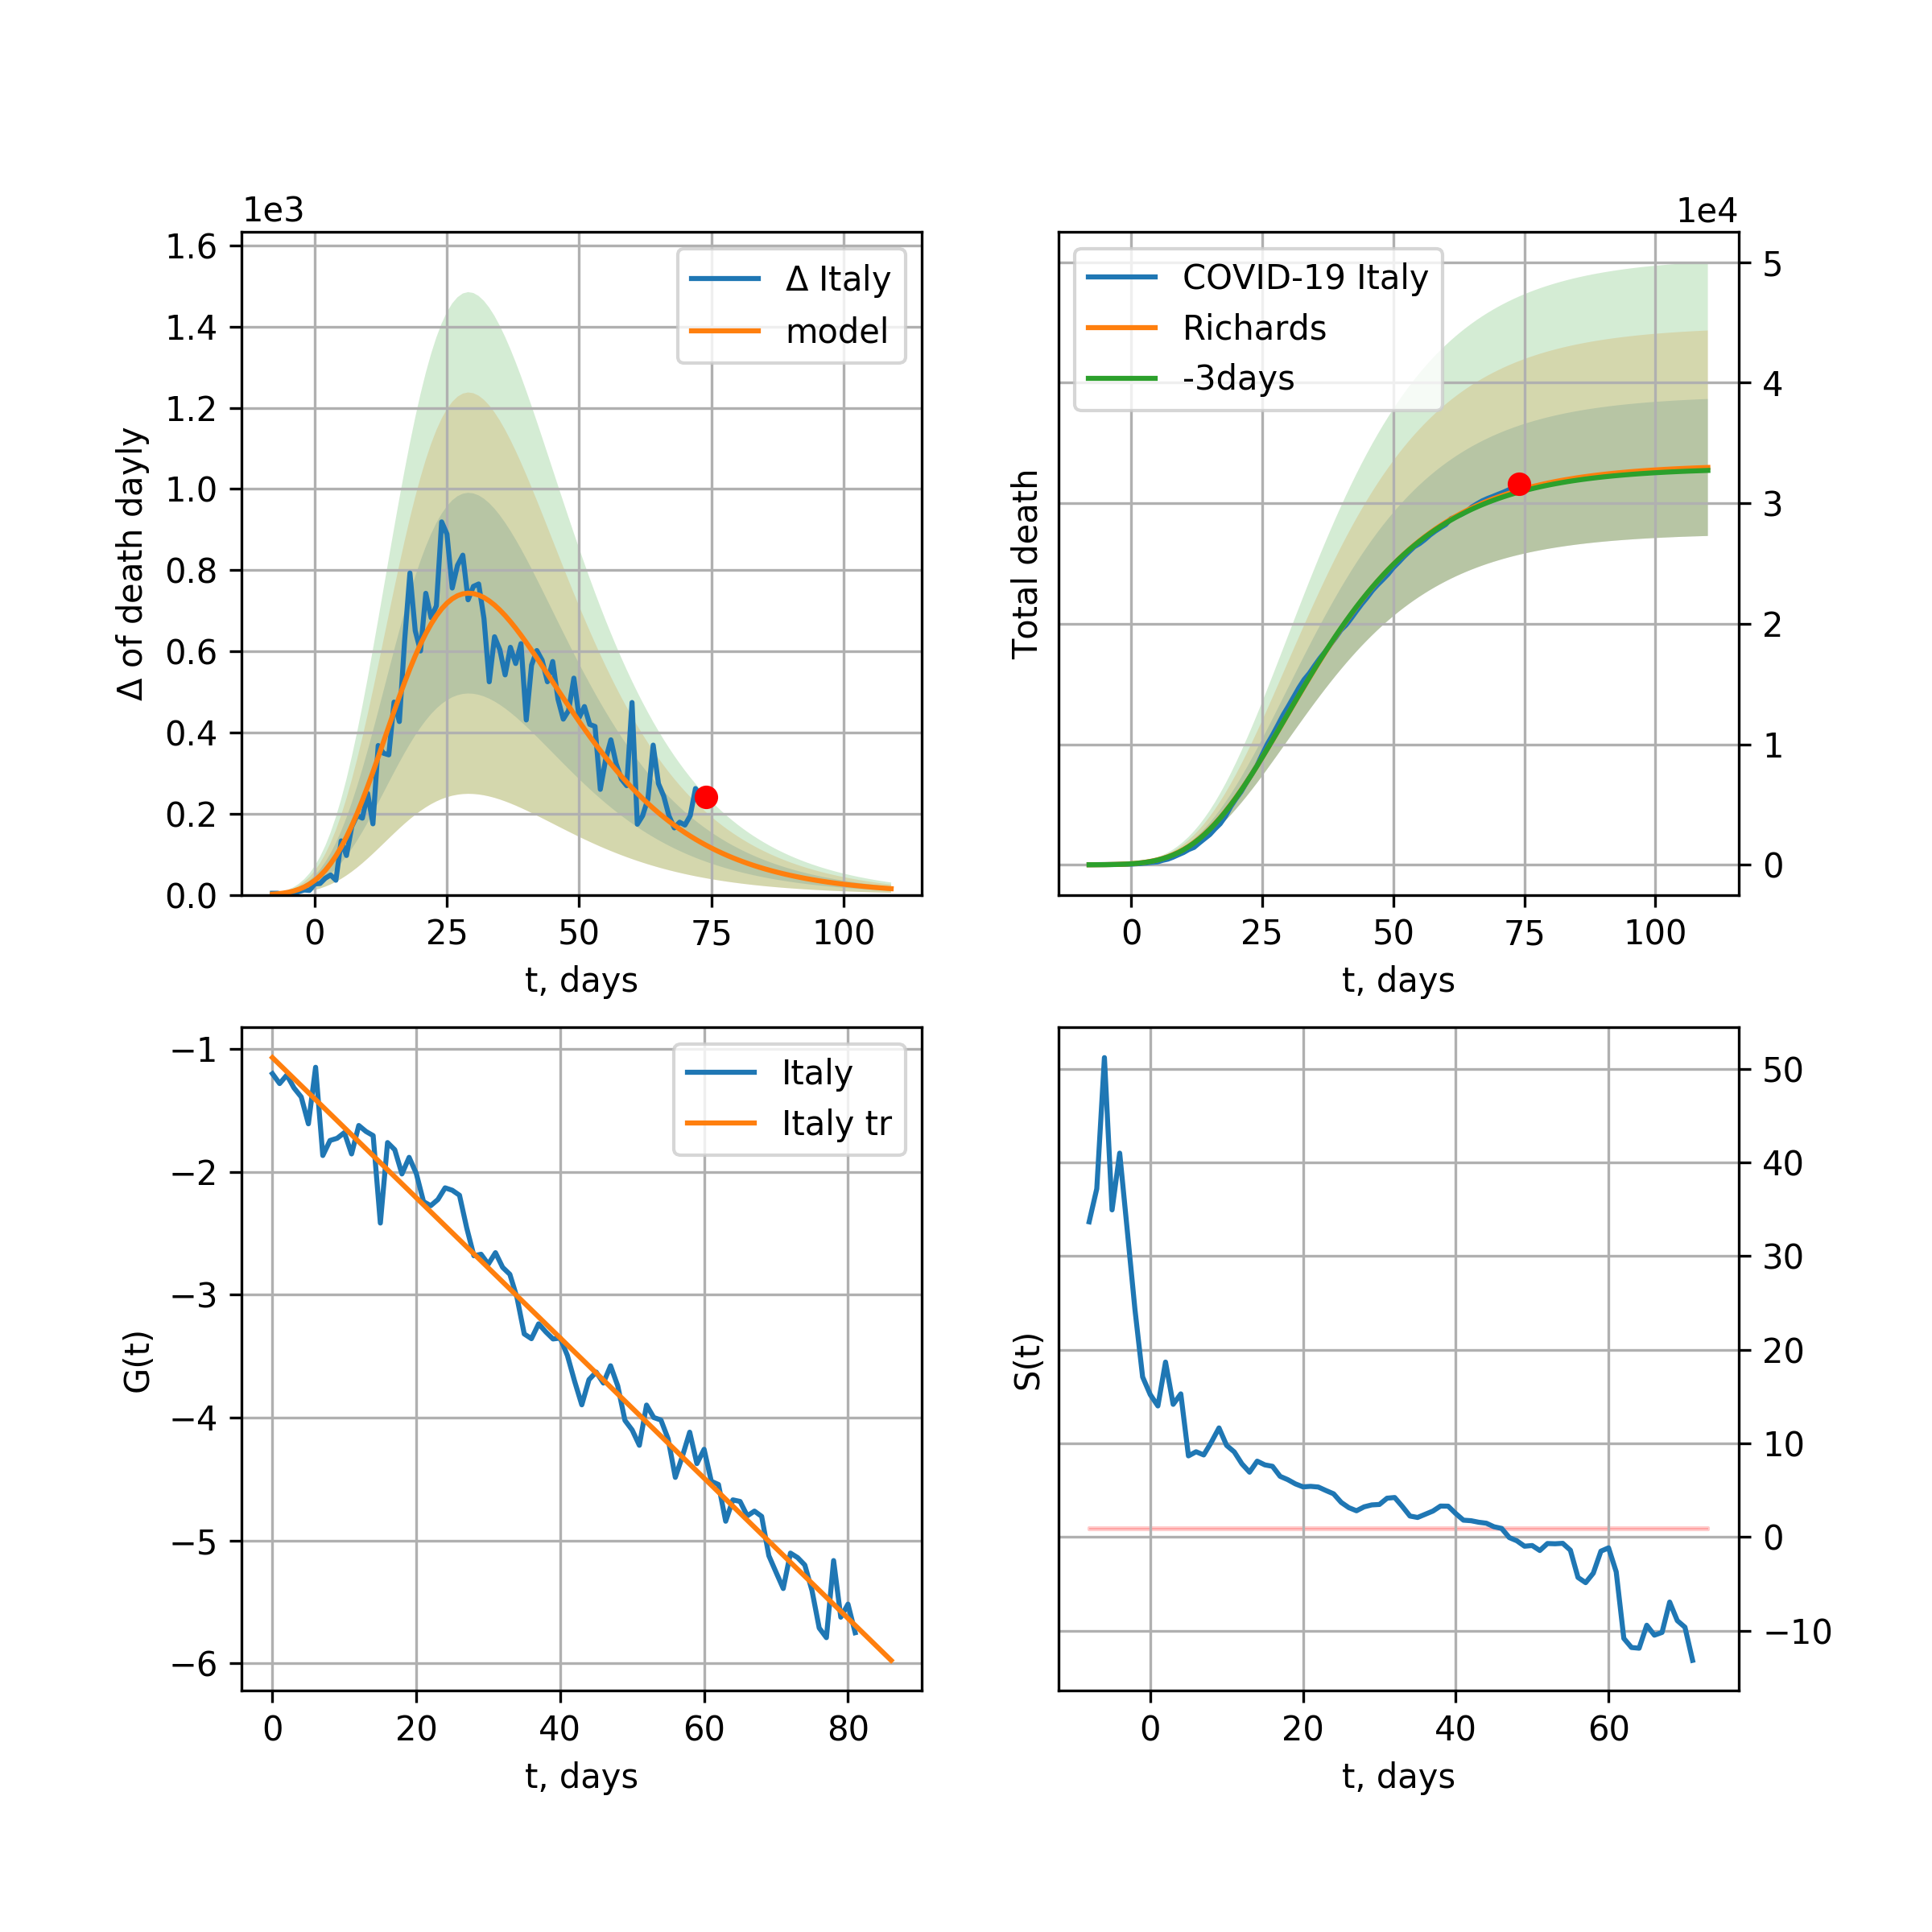 1e3
1.6
1.4
1.2
1.0
0.8
0.6
0.4
0.2
0.0
Δ of death dayly
Δ Italy
model
0 25 50 75 100
t, days
1e4
COVID-19 Italy
Richards
-3days
Total death
5
4
3
2
1
0
0 25 50 75 100
t, days
−1
−2
−3
−4
−5
−6
G(t)
Italy
Italy tr
0 20 40 60 80
t, days
S(t)
50
40
30
20
10
0
−10
0 20 40 60
t, days